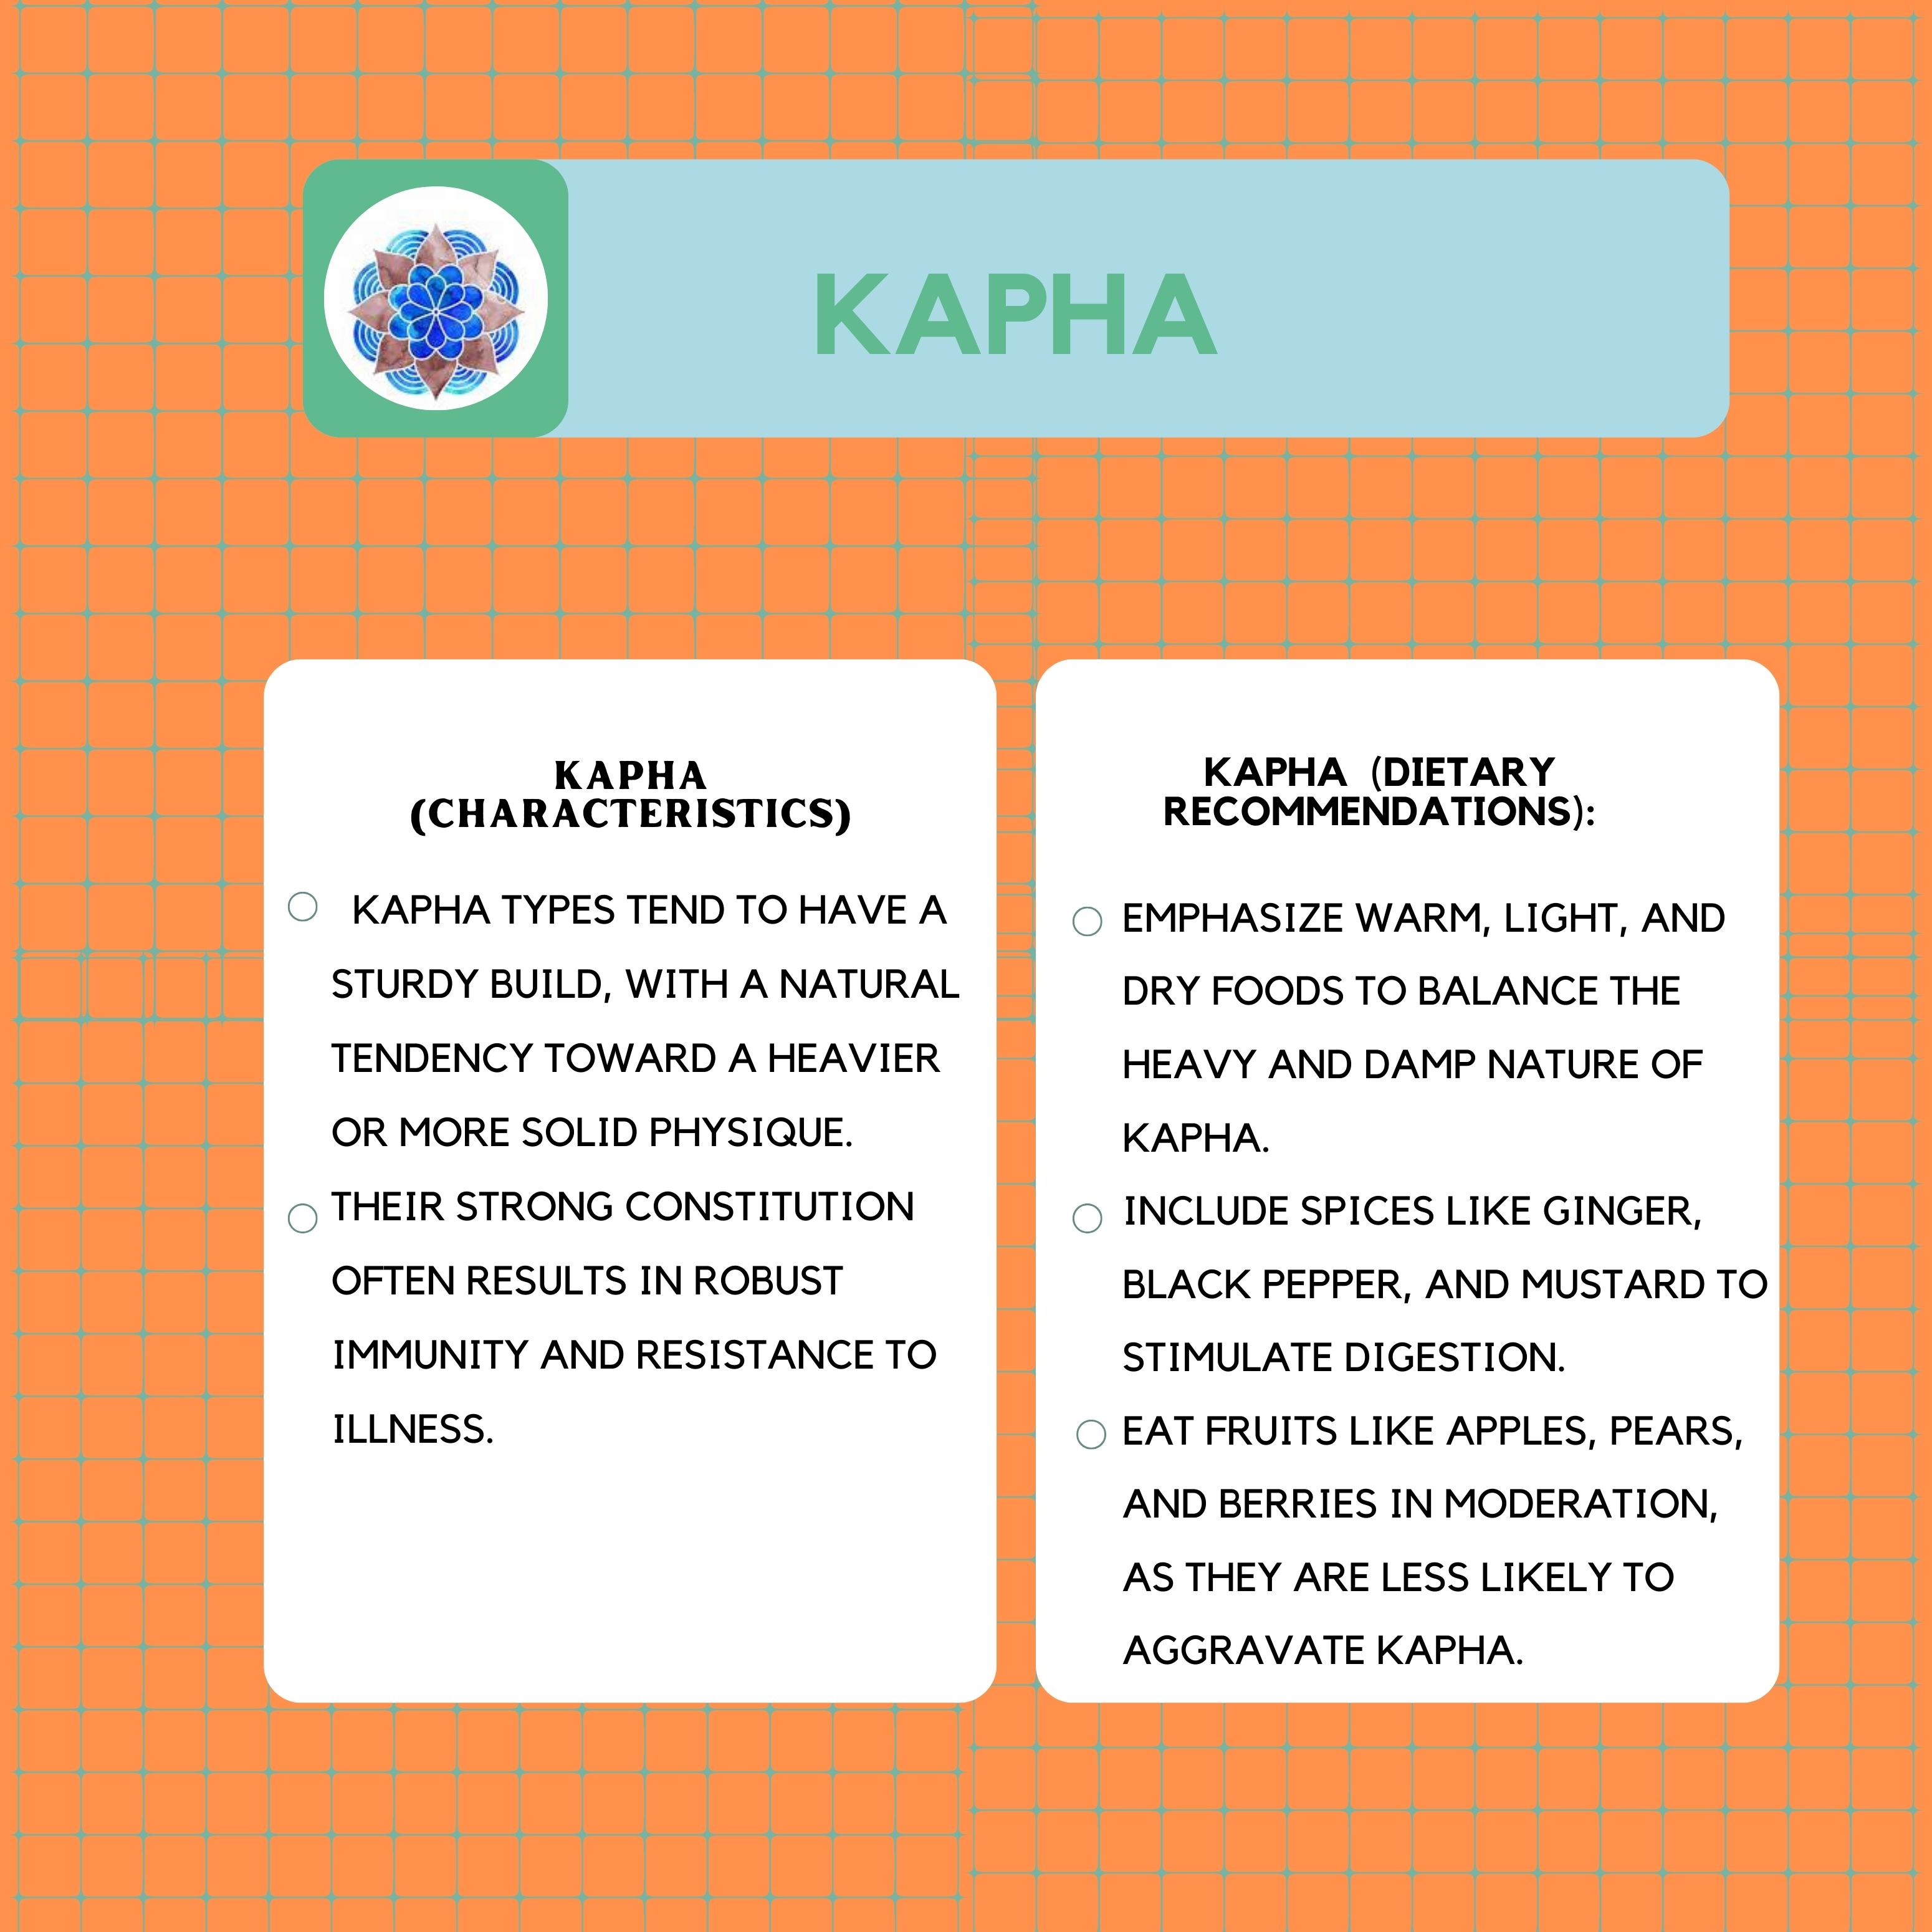 KAPHA
KAPHA
(CHARACTERISTICS)
KAPHA TYPES TEND TO HAVE A
STURDY BUILD, WITH A NATURAL
TENDENCY TOWARD A HEAVIER
OR MORE SOLID PHYSIQUE.
THEIR STRONG CONSTITUTION
OFTEN RESULTS IN ROBUST
IMMUNITY AND RESISTANCE TO
ILLNESS.
KAPHA (DIETARY
RECOMMENDATIONS):
EMPHASIZE WARM, LIGHT, AND
DRY FOODS TO BALANCE THE
HEAVY AND DAMP NATURE OF
KAPHA.
INCLUDE SPICES LIKE GINGER,
BLACK PEPPER, AND MUSTARD TO
STIMULATE DIGESTION.
EAT FRUITS LIKE APPLES, PEARS,
AND BERRIES IN MODERATION,
AS THEY ARE LESS LIKELY TO
AGGRAVATE KAPHA.